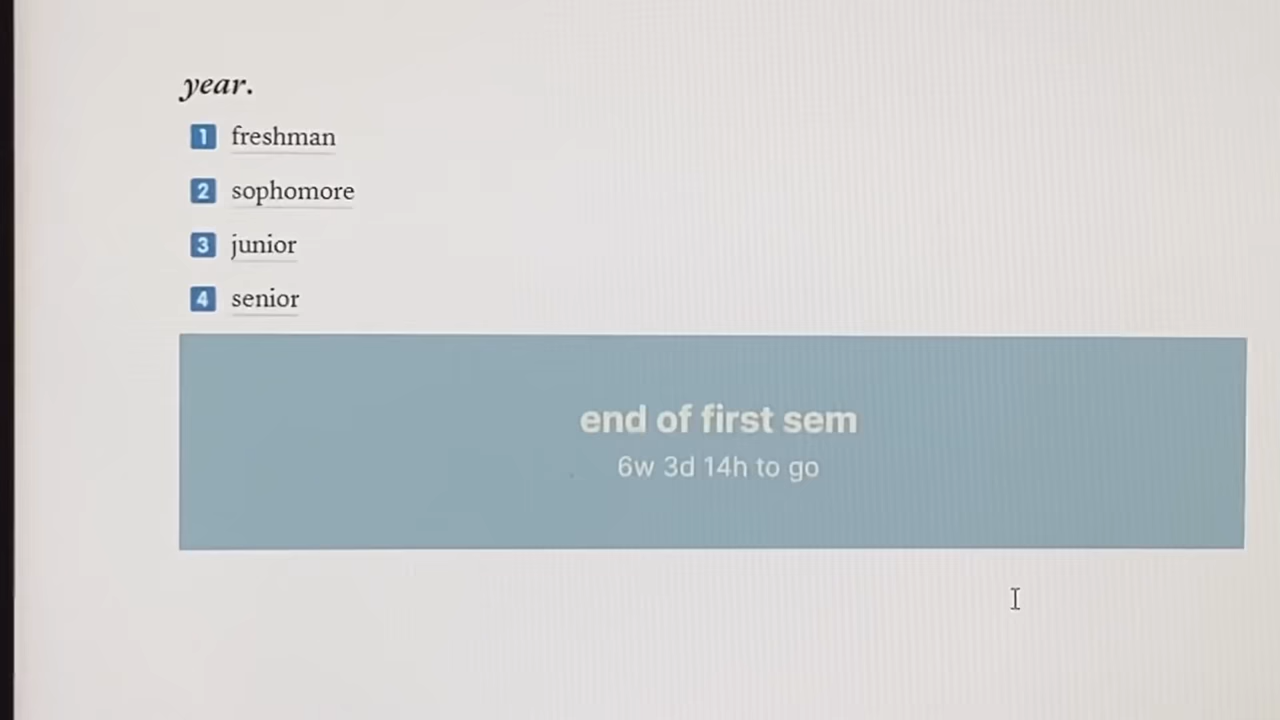 year.
1 freshman
2 sophomore
3 junior
4 senior
end of first sem
6w 3d 14h to go